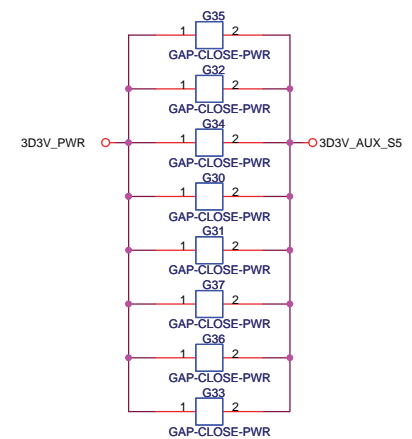 G35
1 2
GAP-CLOSE-PWR
G32
1 2
GAP-CLOSE-PWR
G34
3D3V_PWR 1 2 3D3V_AUX_S5
GAP-CLOSE-PWR
G30
1 2
GAP-CLOSE-PWR
G31
1 2
GAP-CLOSE-PWR
G37
1 2
GAP-CLOSE-PWR
G36
1 2
GAP-CLOSE-PWR
G33
1 2
GAP-CLOSE-PWR